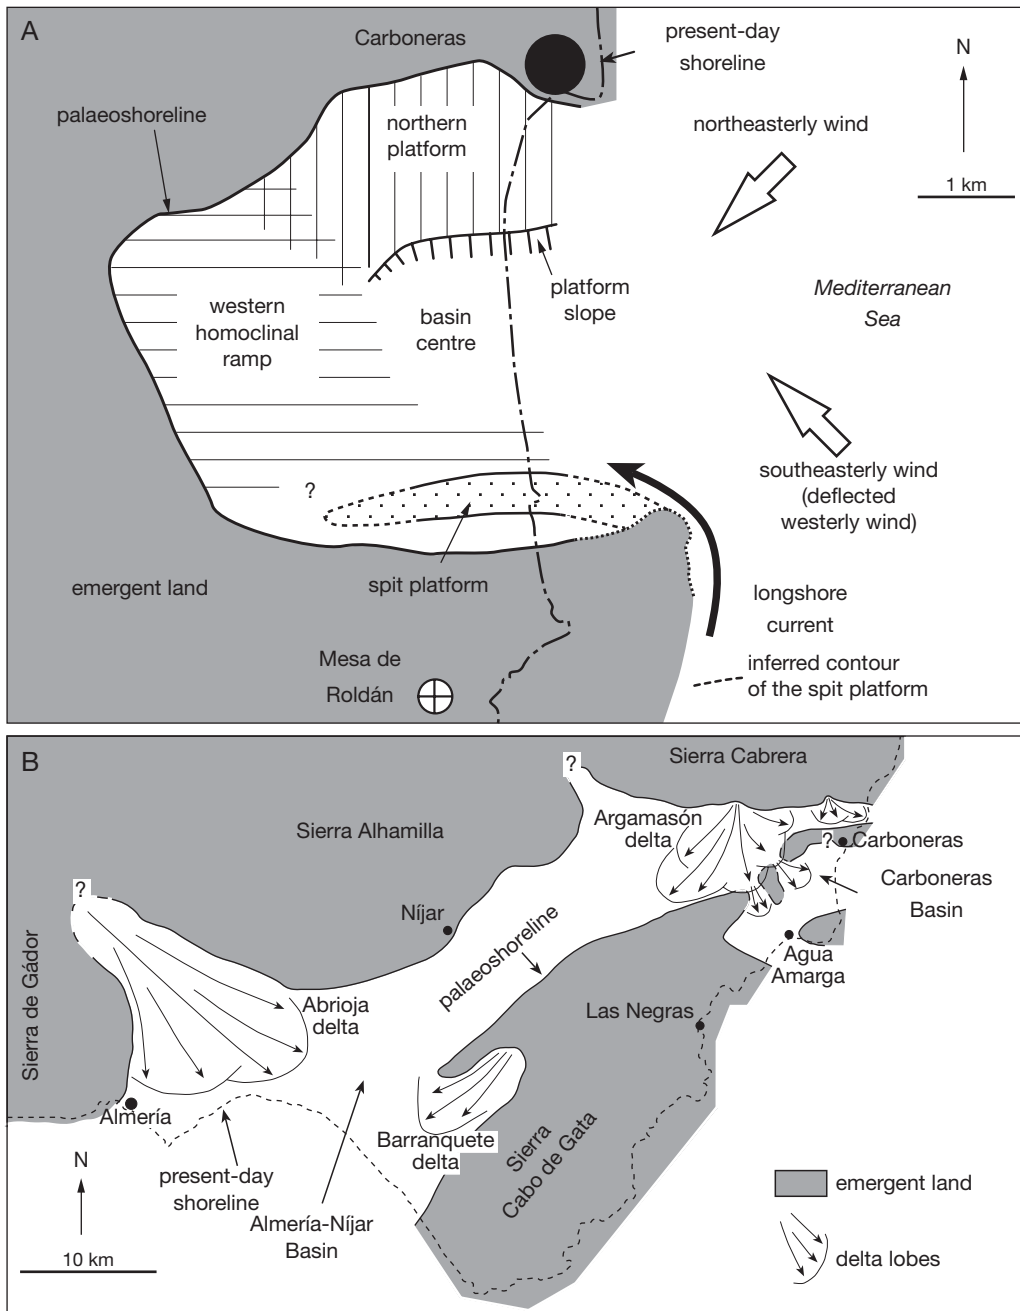 A
Carboneras
present-day
shoreline
N
palaeoshoreline
northern
platform
northeasterly wind
1 km
western
homoclinal
ramp
basin
centre
platform
slope
Mediterranean
Sea
?
southeasterly wind
(deflected
westerly wind)
emergent land
spit platform
longshore
current
Mesa de
Roldán
inferred contour
of the spit platform
B
?
Sierra Cabrera
Sierra Alhamilla
Argamasón
delta
?
Carboneras
?
Carboneras
Basin
Níjar
Sierra de Gádor
palaeoshoreline
Agua
Amarga
Abrioja
delta
Las Negras
Almería
Barranquete
delta
Sierra
Cabo de Gata
N
present-day
shoreline
Almería-Níjar
Basin
10 km
emergent land
delta lobes